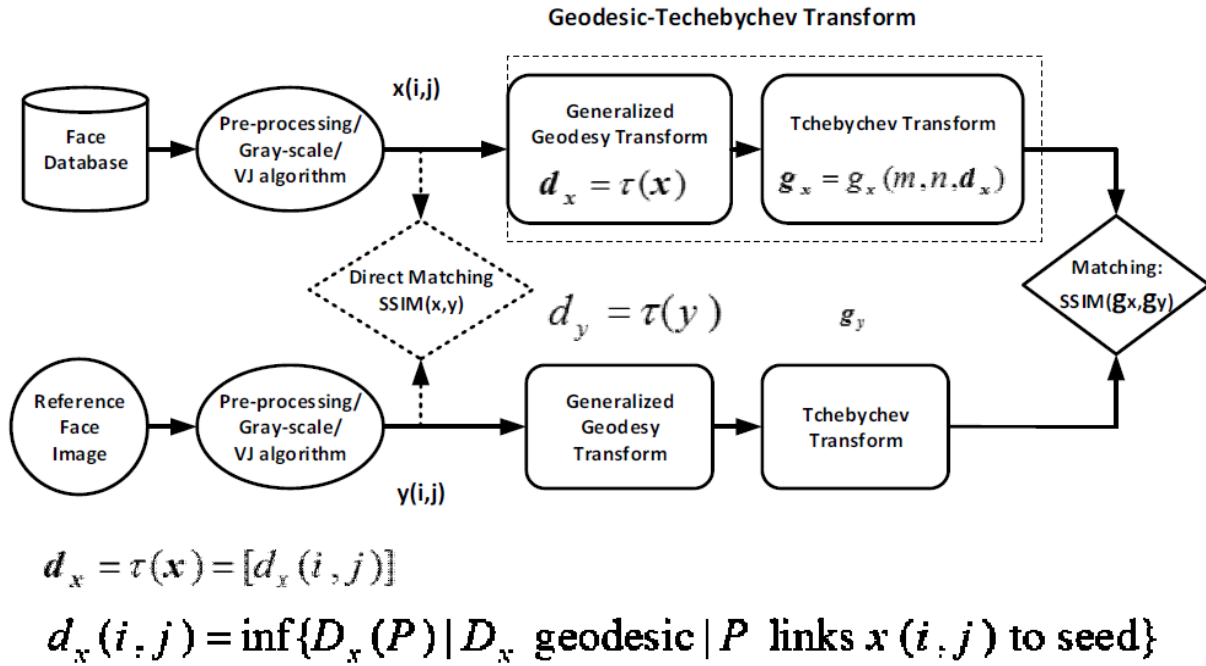 Geodesic-Techebychev Transform
Face
Database
Pre-processing/
Gray-scale/
VJ algorithm
x(i,j)
Generalized
Geodesy Transform
d_x = τ(x)
Tchebychev Transform
g_x = g_x (m,n,d_x)
Direct Matching
SSIM(x,y)
d_y = τ(y)
g_y
Matching:
SSIM(gx,gy)
Reference
Face
Image
Pre-processing/
Gray-scale/
VJ algorithm
y(i,j)
Generalized
Geodesy
Transform
Tchebychev
Transform
d_x = τ(x) = [d_x (i , j)]
d_x (i , j) = inf{D_x (P) | D_x geodesic | P links x (i , j) to seed}